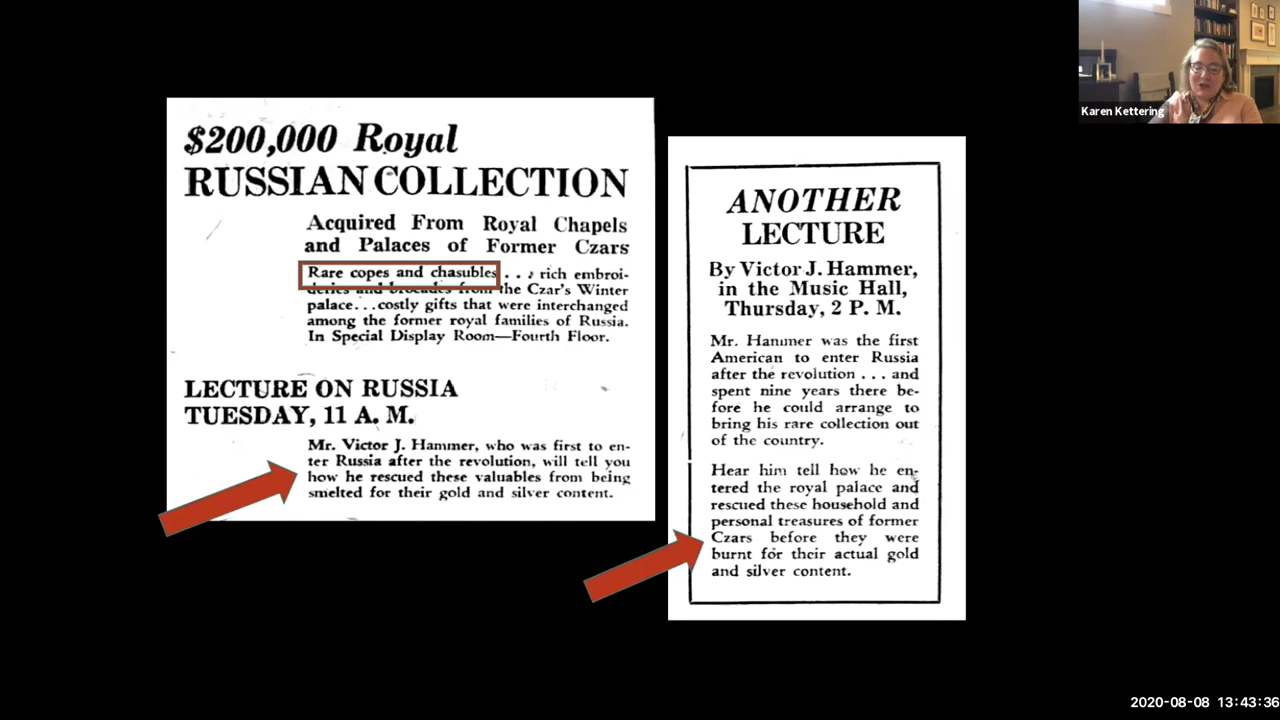 $200,000 Royal
RUSSIAN COLLECTION
Acquired From Royal Chapels
and Palaces of Former Czars
Rare copes and chasubles . . . rich embroi-
deries and brocades from the Czar's Winter
palace...costly gifts that were interchanged
among the former royal families of Russia.
In Special Display Room—Fourth Floor.
LECTURE ON RUSSIA
TUESDAY, 11 A. M.
Mr. Victor J. Hammer, who was first to en-
ter Russia after the revolution, will tell you
how he rescued these valuables from being
smelted for their gold and silver content.
ANOTHER
LECTURE
By Victor J. Hammer,
in the Music Hall,
Thursday, 2 P. M.
Mr. Hammer was the first
American to enter Russia
after the revolution . . . and
spent nine years there be-
fore he could arrange to
bring his rare collection out
of the country.
Hear him tell how he en-
tered the royal palace and
rescued these household and
personal treasures of former
Czars before they were
burnt for their actual gold
and silver content.
Karen Kettering
2020-08-08 13:43:36